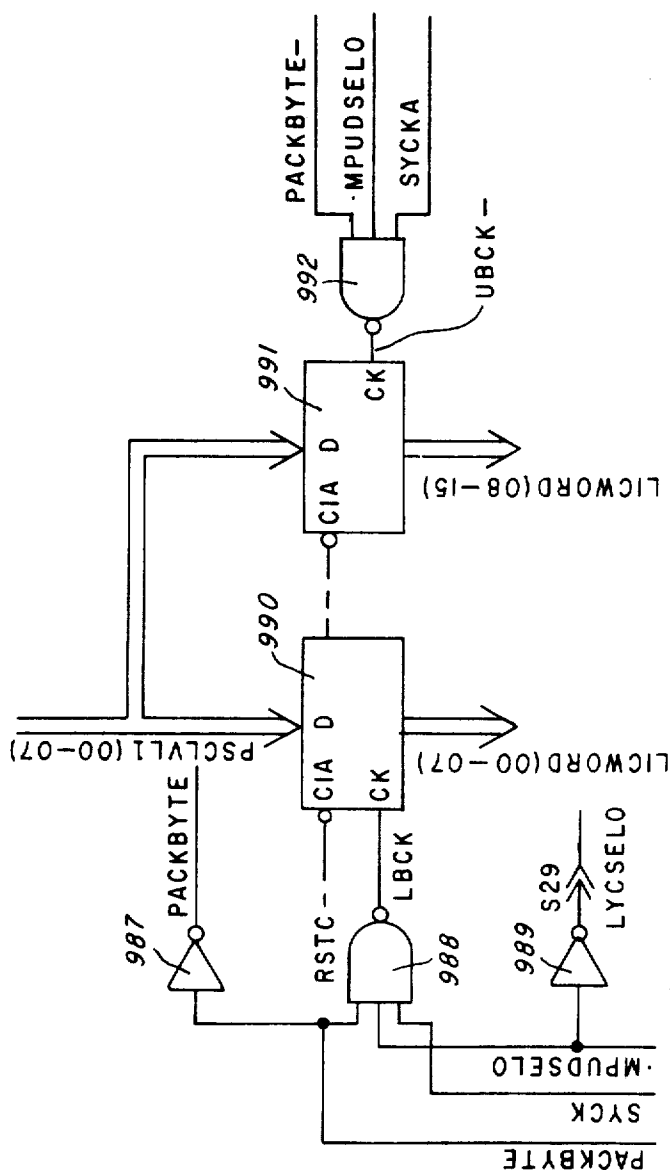 PACKBYTE-
·MPUDSELO
SYCKA
992
UBCK-
991
CIA D
CK
LICWORD(08-15)
990
PSCLVL1(00-07)
CIA D
CK
LICWORD(00-07)
PACKBYTE
987
RSTC-
LBCK
988
S29
LYCSELO
989
·MPUDSELO
SYCK
PACKBYTE